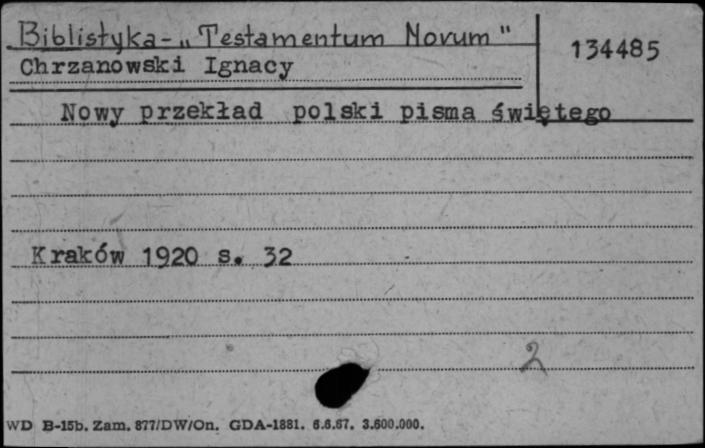 Biblistyka - „Testamentum Novum"
134485
Chrzanowski Ignacy
Nowy przekład polski pisma świętego
Kraków 1920 s. 32
2
WD B-15b. Zam. 877/DW/On. GDA-1881. 6.6.67. 3.600.000.